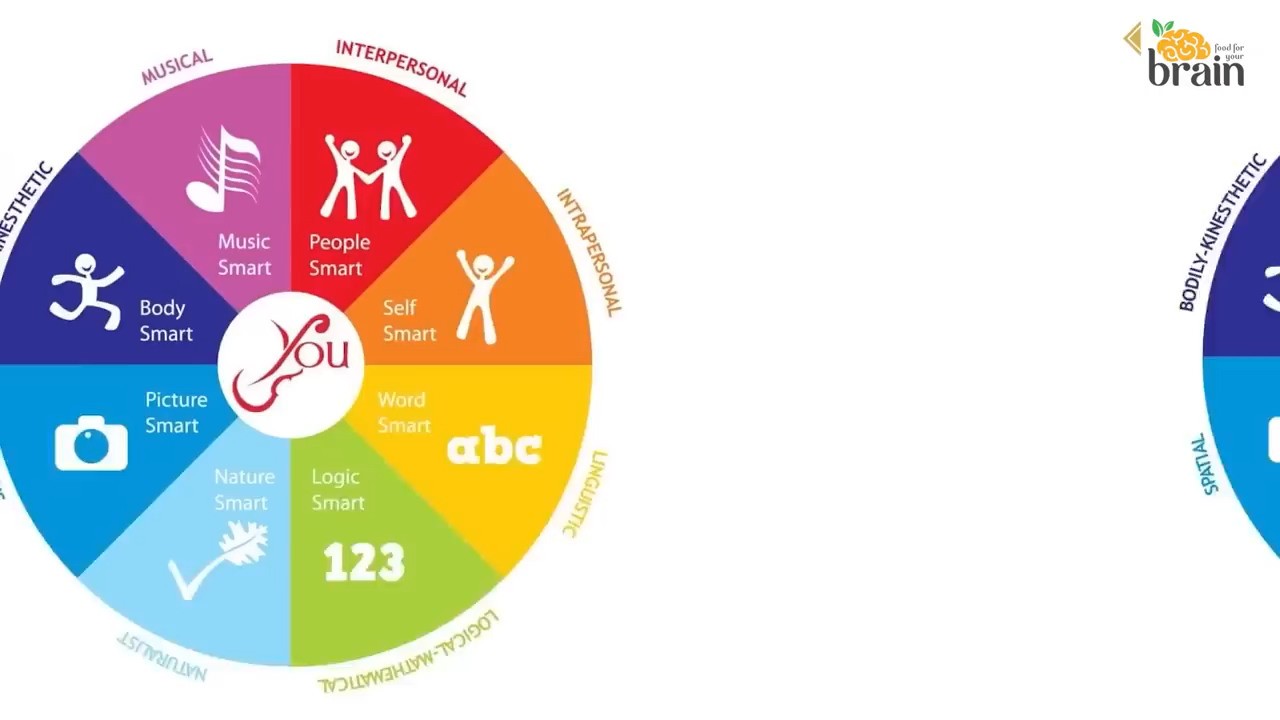 MUSICAL
INTERPERSONAL
INTRAPERSONAL
LINGUISTIC
LOGICAL-MATHEMATICAL
NATURALIST
Music
Smart
People
Smart
Self
Smart
Word
Smart
abc
Logic
Smart
123
Nature
Smart
Picture
Smart
Body
Smart
You
food for
your
brain
BODILY-KINESTHETIC
SPATIAL